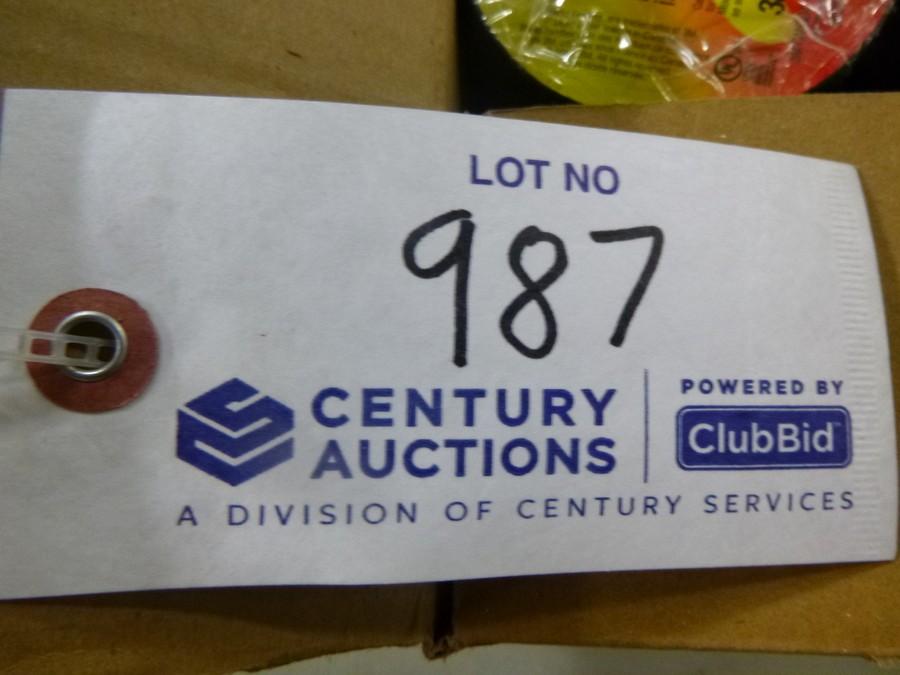 LOT NO
987
CENTURY
AUCTIONS
POWERED BY
ClubBid
A DIVISION OF CENTURY SERVICES